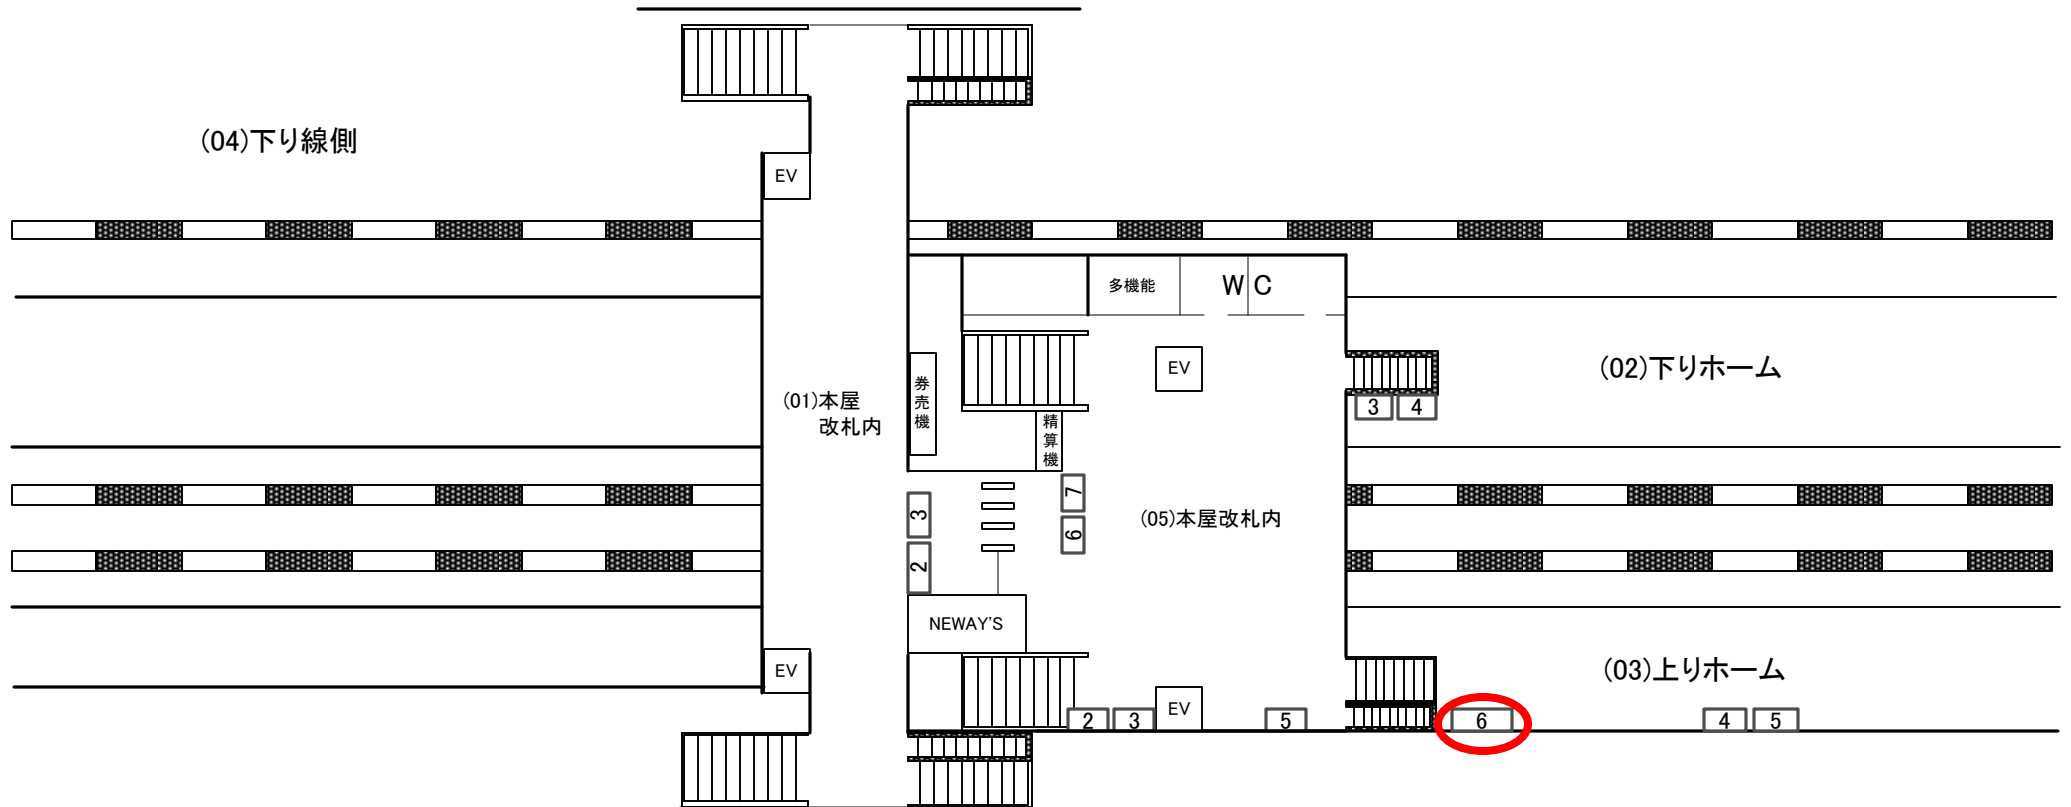 (04)下り線側
EV
多機能
WC
EV
(02)下りホーム
券売機
(01)本屋
改札内
3
4
精算機
7
3
(05)本屋改札内
6
2
NEWAY'S
EV
(03)上りホーム
EV
2
3
5
6
4
5